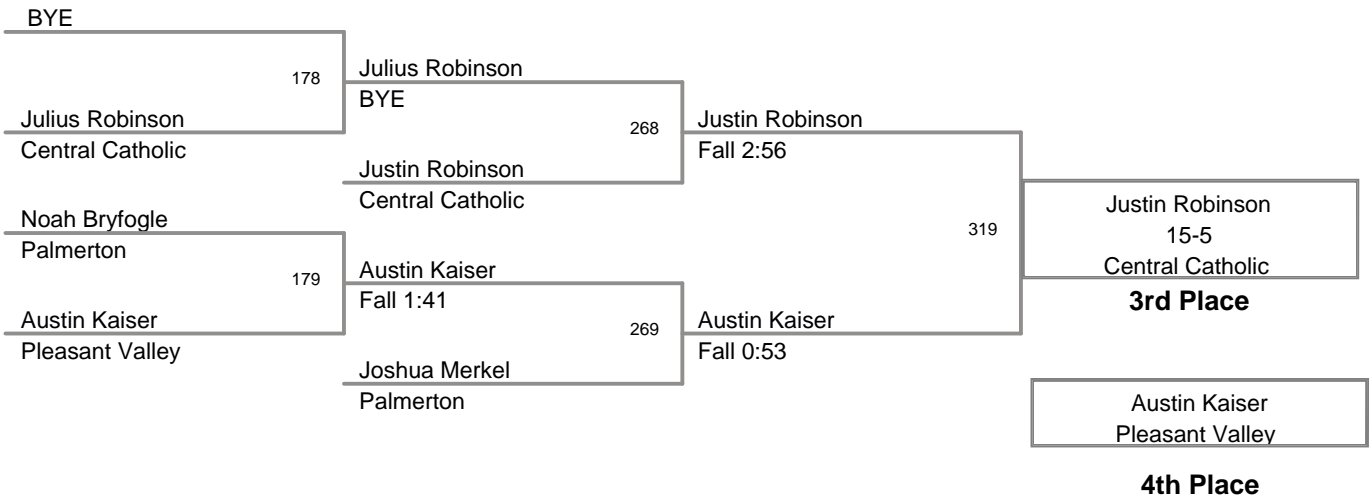 BYE
178
Julius Robinson
BYE
Julius Robinson
Central Catholic
268
Justin Robinson
Fall 2:56
Justin Robinson
Central Catholic
Noah Bryfogle
Palmerton
319
Justin Robinson
15-5
Central Catholic
3rd Place
179
Austin Kaiser
Fall 1:41
Austin Kaiser
Pleasant Valley
269
Austin Kaiser
Fall 0:53
Joshua Merkel
Palmerton
Austin Kaiser
Pleasant Valley
4th Place